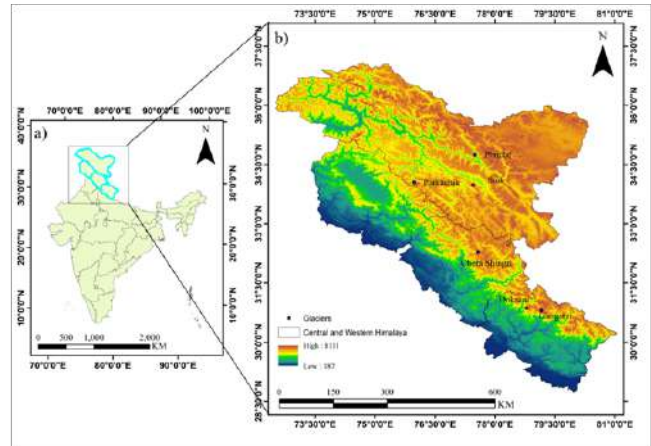 73°30'0"E 75°0'0"E 76°30'0"E 78°0'0"E 79°30'0"E 81°0'0"E
b)
N
37°30'0"N
36°0'0"N
34°30'0"N
33°0'0"N
31°30'0"N
30°0'0"N
28°30'0"N
37°30'0"N
36°0'0"N
34°30'0"N
33°0'0"N
31°30'0"N
30°0'0"N
70°0'0"E 80°0'0"E 90°0'0"E 100°0'0"E
a)
N
40°0'0"N
30°0'0"N
20°0'0"N
10°0'0"N
30°0'0"N
20°0'0"N
10°0'0"N
0 500 1,000 2,000
KM
70°0'0"E 80°0'0"E 90°0'0"E
Stok
Chota Shigri
Dokriani
Gangotri
Glaciers
Central and Western Himalaya
High : 8111
Low : 187
0 150 300 600
KM
73°30'0"E 75°0'0"E 76°30'0"E 78°0'0"E 79°30'0"E 81°0'0"E